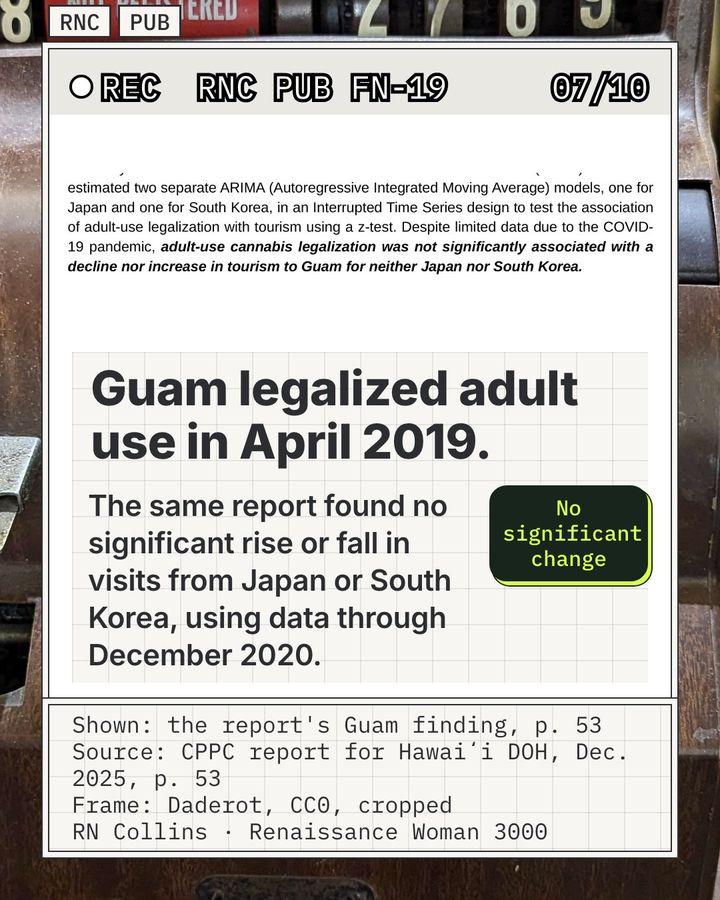 RNC PUB
REC RNC PUB FN-19 07/10
estimated two separate ARIMA (Autoregressive Integrated Moving Average) models, one for
Japan and one for South Korea, in an Interrupted Time Series design to test the association
of adult-use legalization with tourism using a z-test. Despite limited data due to the COVID-
19 pandemic, adult-use cannabis legalization was not significantly associated with a
decline nor increase in tourism to Guam for neither Japan nor South Korea.
Guam legalized adult
use in April 2019.
The same report found no
significant rise or fall in
visits from Japan or South
Korea, using data through
December 2020.
No
significant
change
Shown: the report's Guam finding, p. 53
Source: CPPC report for Hawaiʻi DOH, Dec.
2025, p. 53
Frame: Daderot, CC0, cropped
RN Collins · Renaissance Woman 3000